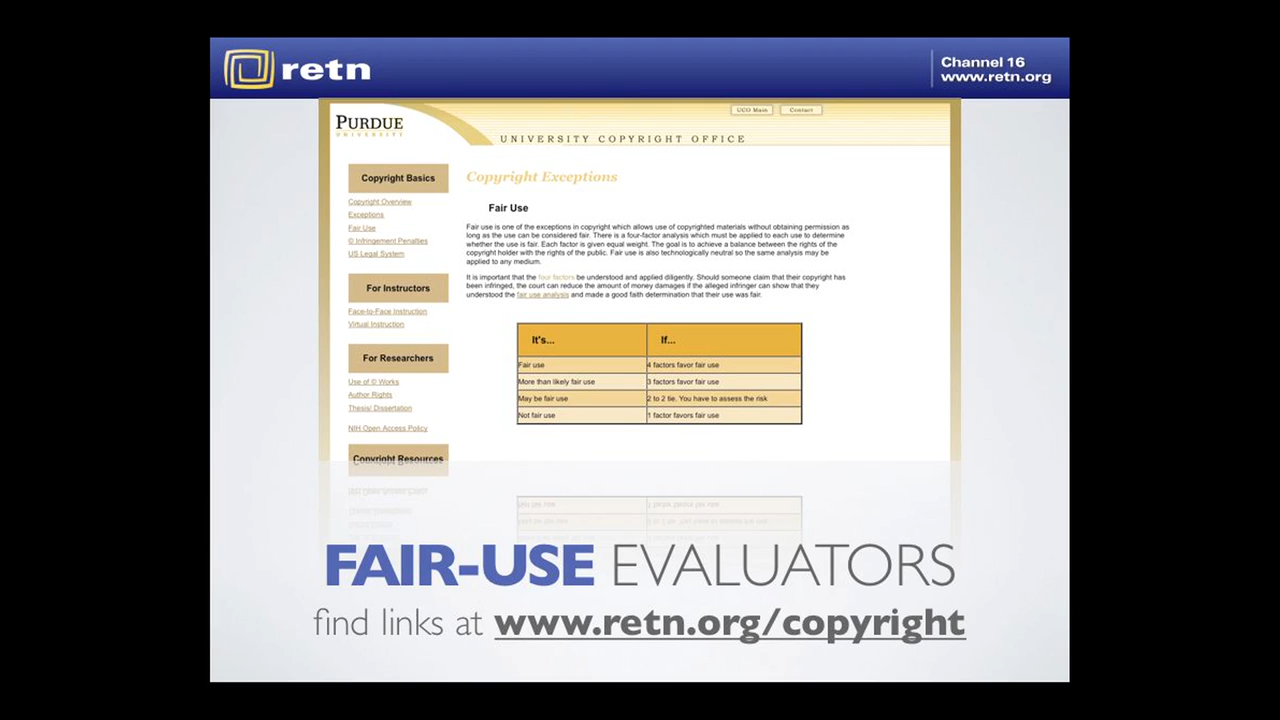 retn
Channel 16
www.retn.org
PURDUE
UNIVERSITY
UCO Main
Contact
UNIVERSITY COPYRIGHT OFFICE
Copyright Basics
Copyright Overview
Exceptions
Fair Use
© Infringement Penalties
US Legal System
For Instructors
Face-to-Face Instruction
Virtual Instruction
For Researchers
Use of © Works
Author Rights
Thesis/ Dissertation
NIH Open Access Policy
Copyright Resources
Copyright Exceptions
Fair Use
Fair use is one of the exceptions in copyright which allows use of copyrighted materials without obtaining permission as
long as the use can be considered fair. There is a four-factor analysis which must be applied to each use to determine
whether the use is fair. Each factor is given equal weight. The goal is to achieve a balance between the rights of the
copyright holder with the rights of the public. Fair use is also technologically neutral so the same analysis may be
applied to any medium.
It is important that the four factors be understood and applied diligently. Should someone claim that their copyright has
been infringed, the court can reduce the amount of money damages if the alleged infringer can show that they
understood the fair use analysis and made a good faith determination that their use was fair.
It's... If...
Fair use 4 factors favor fair use
More than likely fair use 3 factors favor fair use
May be fair use 2 to 2 tie. You have to assess the risk
Not fair use 1 factor favors fair use
FAIR-USE EVALUATORS
find links at www.retn.org/copyright